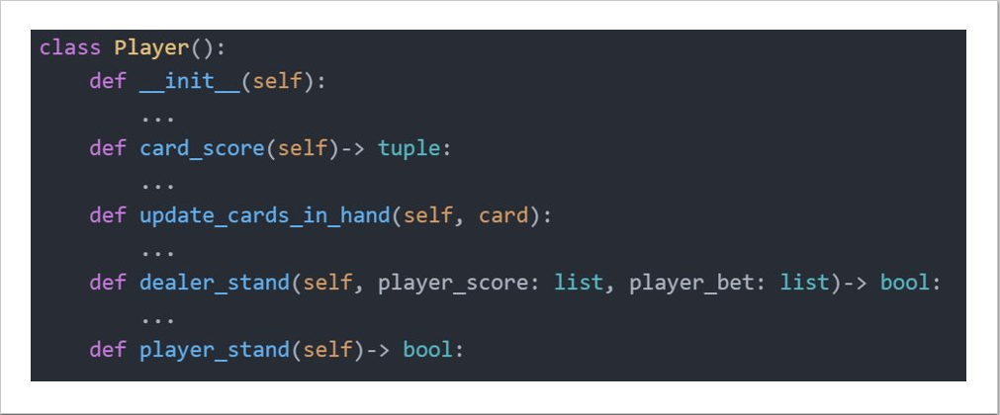 class Player():
    def __init__(self):
        ...
    def card_score(self)-> tuple:
        ...
    def update_cards_in_hand(self, card):
        ...
    def dealer_stand(self, player_score: list, player_bet: list)-> bool:
        ...
    def player_stand(self)-> bool: